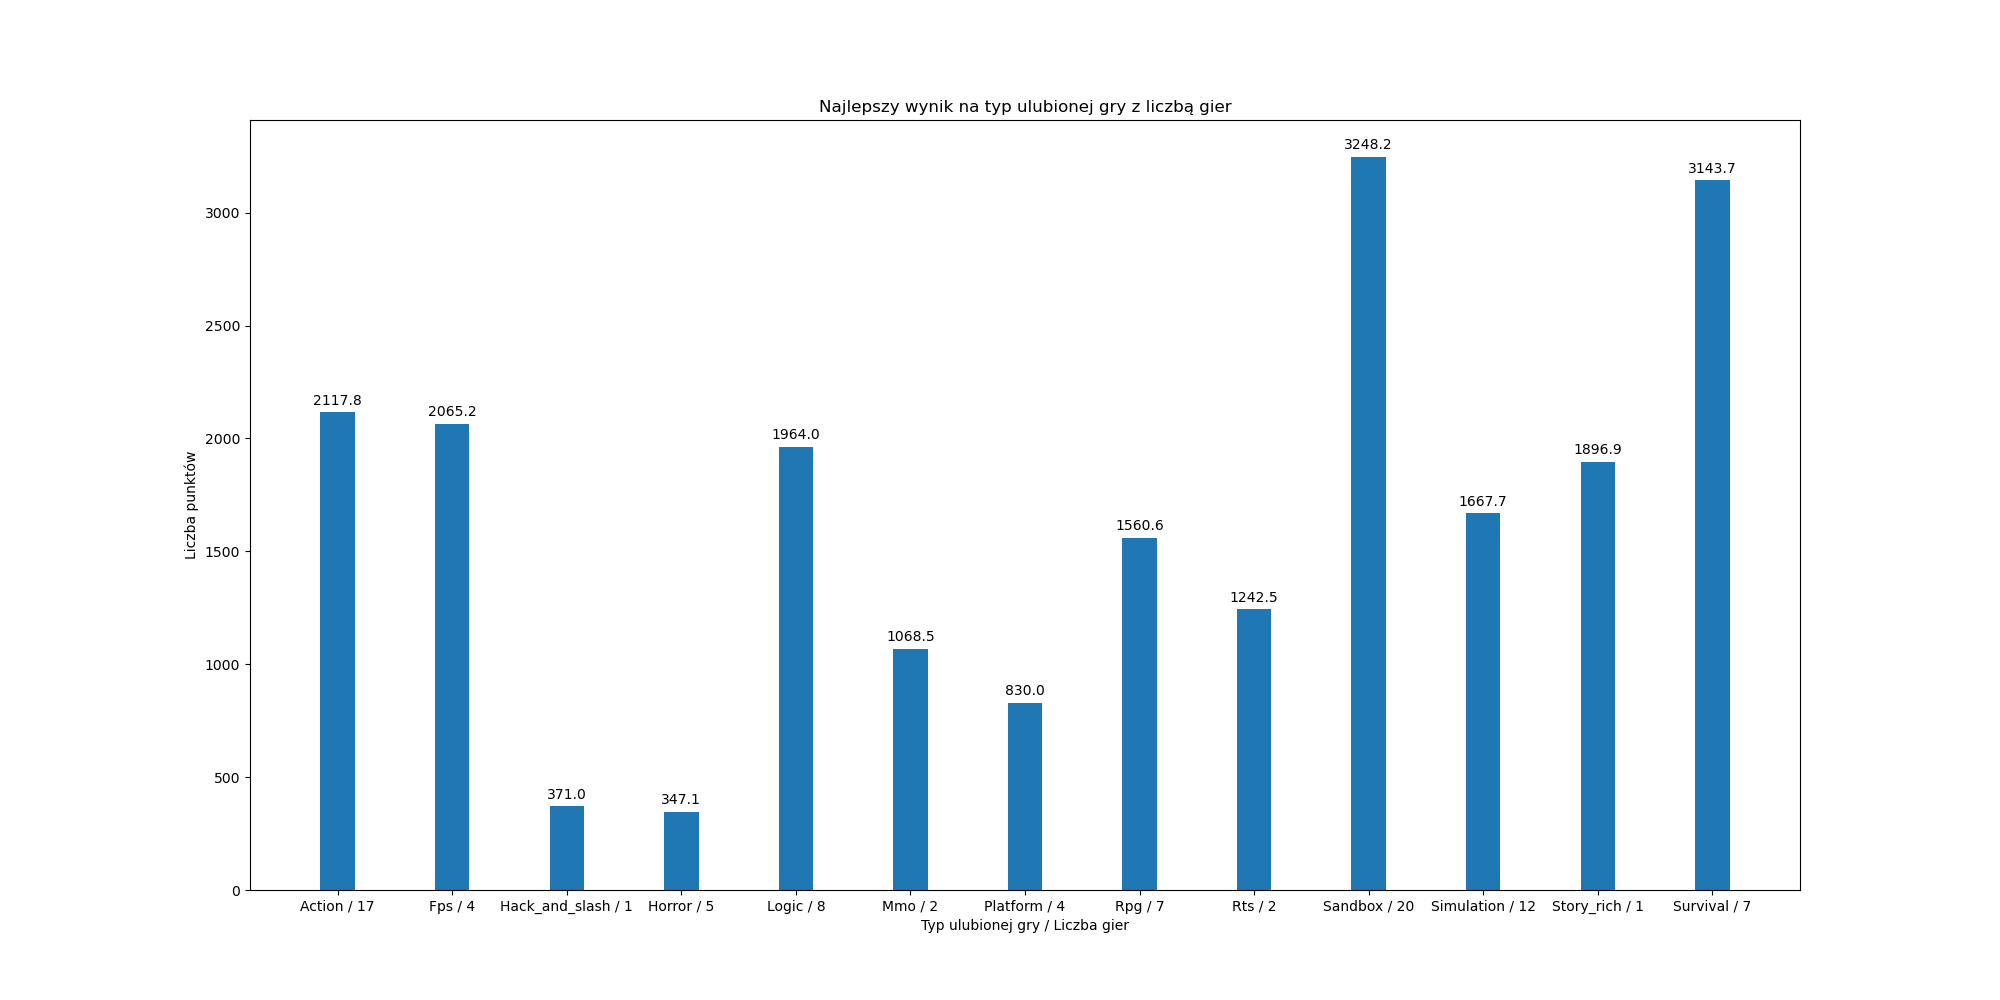 Najlepszy wynik na typ ulubionej gry z liczbą gier
Liczba punktów
3000
2500
2000
1500
1000
500
0
2117.8
2065.2
371.0
347.1
1964.0
1068.5
830.0
1560.6
1242.5
3248.2
1667.7
1896.9
3143.7
Action / 17
Fps / 4
Hack_and_slash / 1
Horror / 5
Logic / 8
Mmo / 2
Platform / 4
Rpg / 7
Rts / 2
Sandbox / 20
Simulation / 12
Story_rich / 1
Survival / 7
Typ ulubionej gry / Liczba gier